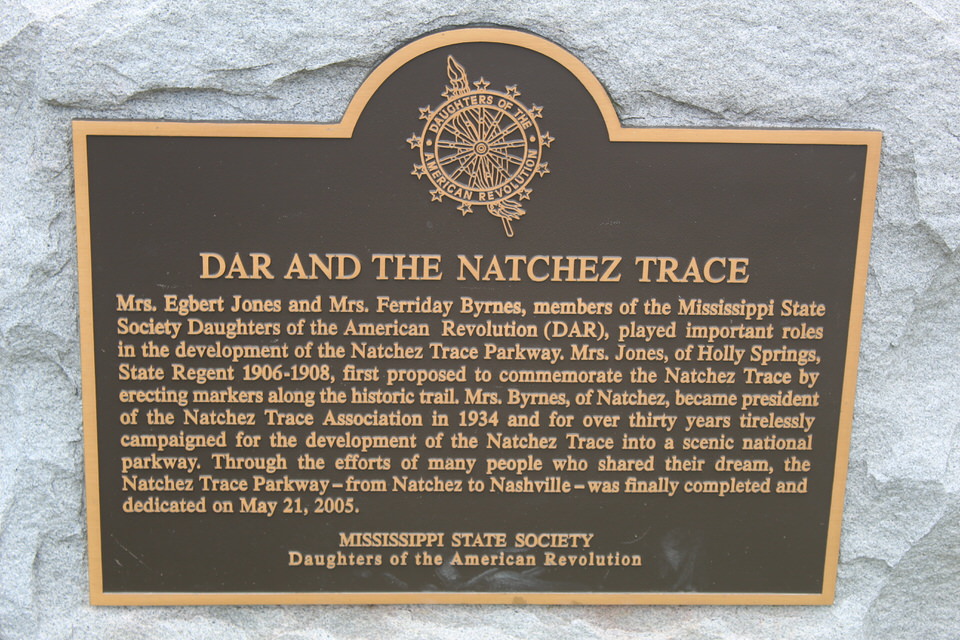 DAUGHTERS OF THE
AMERICAN REVOLUTION
DAR AND THE NATCHEZ TRACE
Mrs. Egbert Jones and Mrs. Ferriday Byrnes, members of the Mississippi State
Society Daughters of the American Revolution (DAR), played important roles
in the development of the Natchez Trace Parkway. Mrs. Jones, of Holly Springs,
State Regent 1906-1908, first proposed to commemorate the Natchez Trace by
erecting markers along the historic trail. Mrs. Byrnes, of Natchez, became president
of the Natchez Trace Association in 1934 and for over thirty years tirelessly
campaigned for the development of the Natchez Trace into a scenic national
parkway. Through the efforts of many people who shared their dream, the
Natchez Trace Parkway – from Natchez to Nashville – was finally completed and
dedicated on May 21, 2005.
MISSISSIPPI STATE SOCIETY
Daughters of the American Revolution